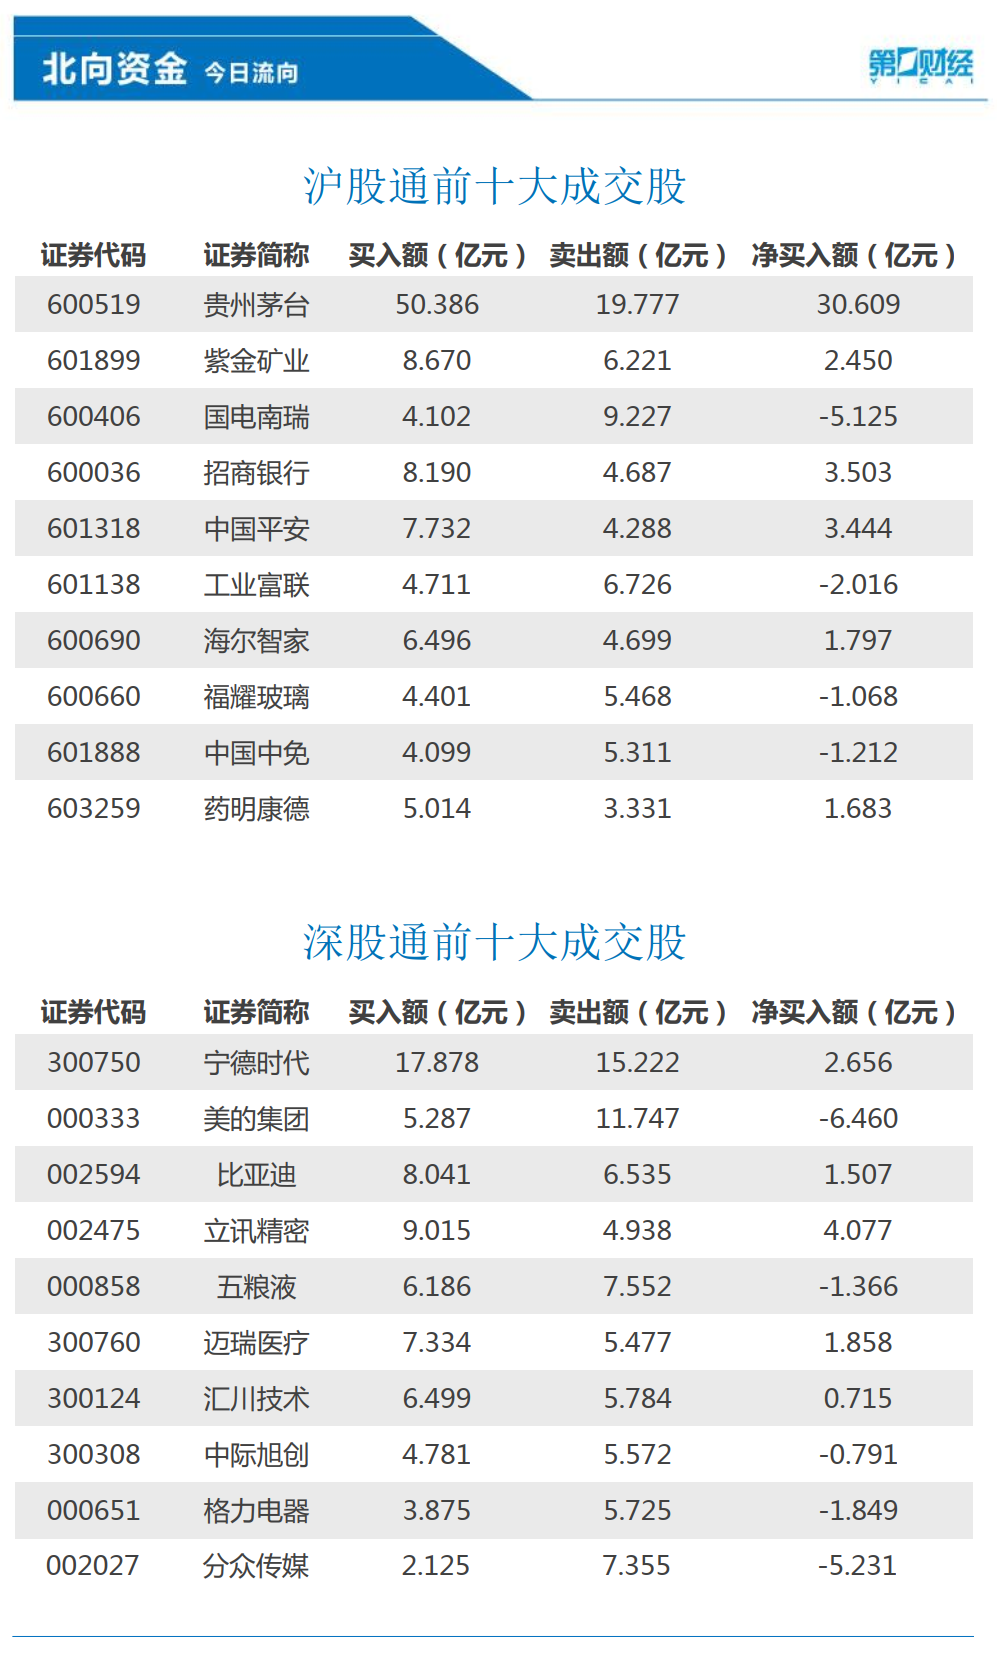 北向资金 今日流向
第一财经
YICAI
沪股通前十大成交股
证券代码 证券简称 买入额（亿元） 卖出额（亿元） 净买入额（亿元）
600519 贵州茅台 50.386 19.777 30.609
601899 紫金矿业 8.670 6.221 2.450
600406 国电南瑞 4.102 9.227 -5.125
600036 招商银行 8.190 4.687 3.503
601318 中国平安 7.732 4.288 3.444
601138 工业富联 4.711 6.726 -2.016
600690 海尔智家 6.496 4.699 1.797
600660 福耀玻璃 4.401 5.468 -1.068
601888 中国中免 4.099 5.311 -1.212
603259 药明康德 5.014 3.331 1.683
深股通前十大成交股
证券代码 证券简称 买入额（亿元） 卖出额（亿元） 净买入额（亿元）
300750 宁德时代 17.878 15.222 2.656
000333 美的集团 5.287 11.747 -6.460
002594 比亚迪 8.041 6.535 1.507
002475 立讯精密 9.015 4.938 4.077
000858 五粮液 6.186 7.552 -1.366
300760 迈瑞医疗 7.334 5.477 1.858
300124 汇川技术 6.499 5.784 0.715
300308 中际旭创 4.781 5.572 -0.791
000651 格力电器 3.875 5.725 -1.849
002027 分众传媒 2.125 7.355 -5.231